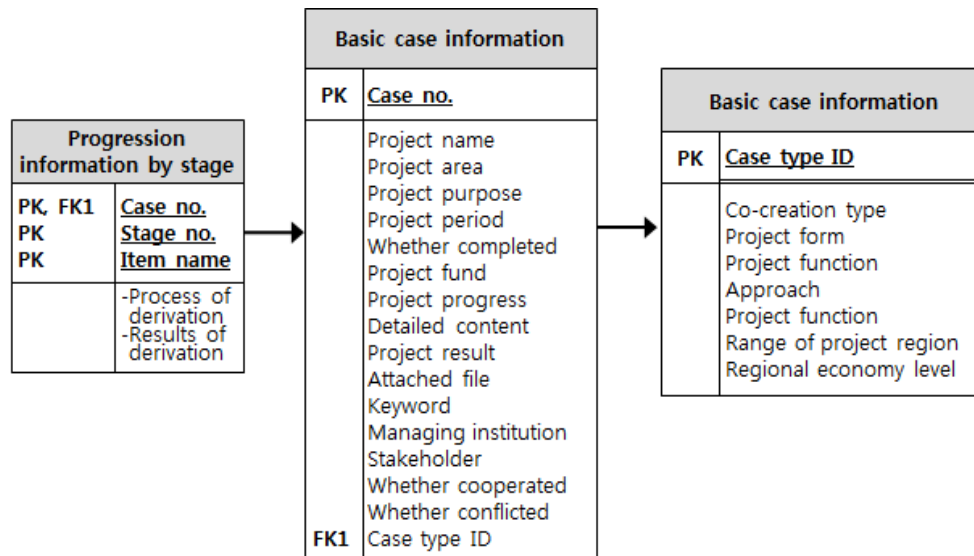 Progression
information by stage
PK, FK1 Case no.
PK Stage no.
PK Item name
-Process of
derivation
-Results of
derivation
Basic case information
PK Case no.
Project name
Project area
Project purpose
Project period
Whether completed
Project fund
Project progress
Detailed content
Project result
Attached file
Keyword
Managing institution
Stakeholder
Whether cooperated
Whether conflicted
FK1 Case type ID
Basic case information
PK Case type ID
Co-creation type
Project form
Project function
Approach
Project function
Range of project region
Regional economy level